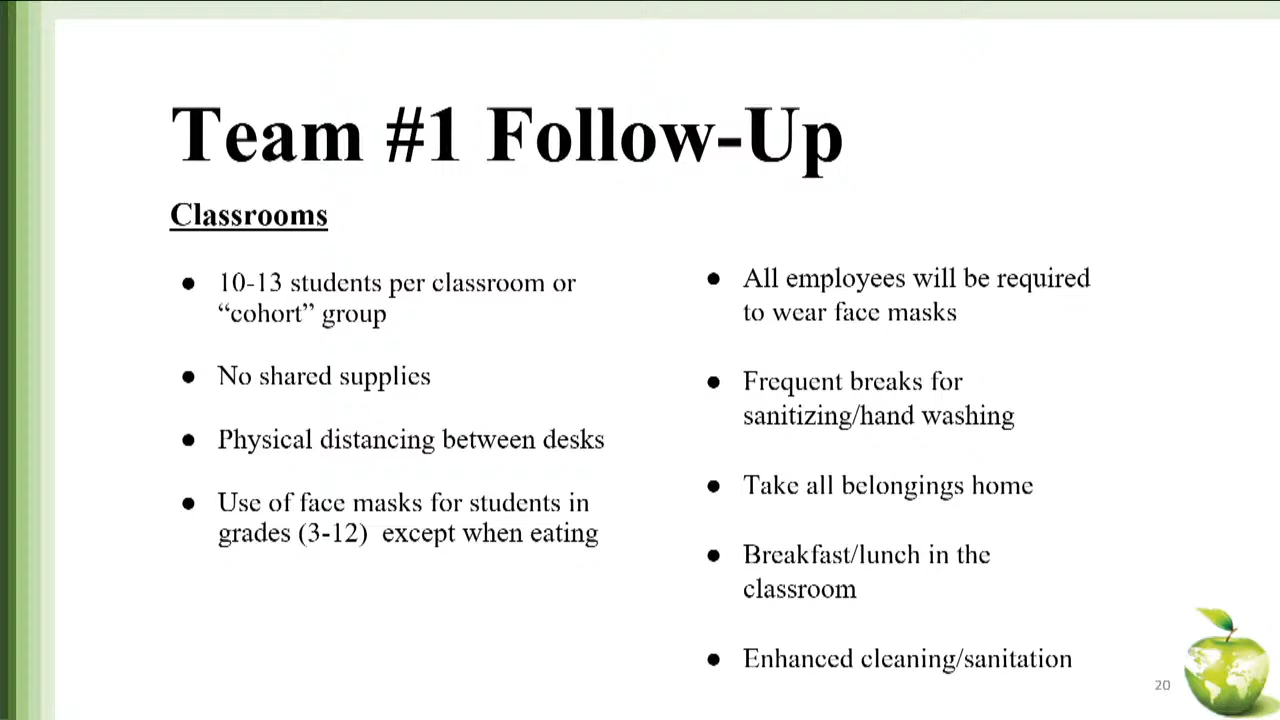 Team #1 Follow-Up
Classrooms
● 10-13 students per classroom or
“cohort” group
● No shared supplies
● Physical distancing between desks
● Use of face masks for students in
grades (3-12)  except when eating
● All employees will be required
to wear face masks
● Frequent breaks for
sanitizing/hand washing
● Take all belongings home
● Breakfast/lunch in the
classroom
● Enhanced cleaning/sanitation
20